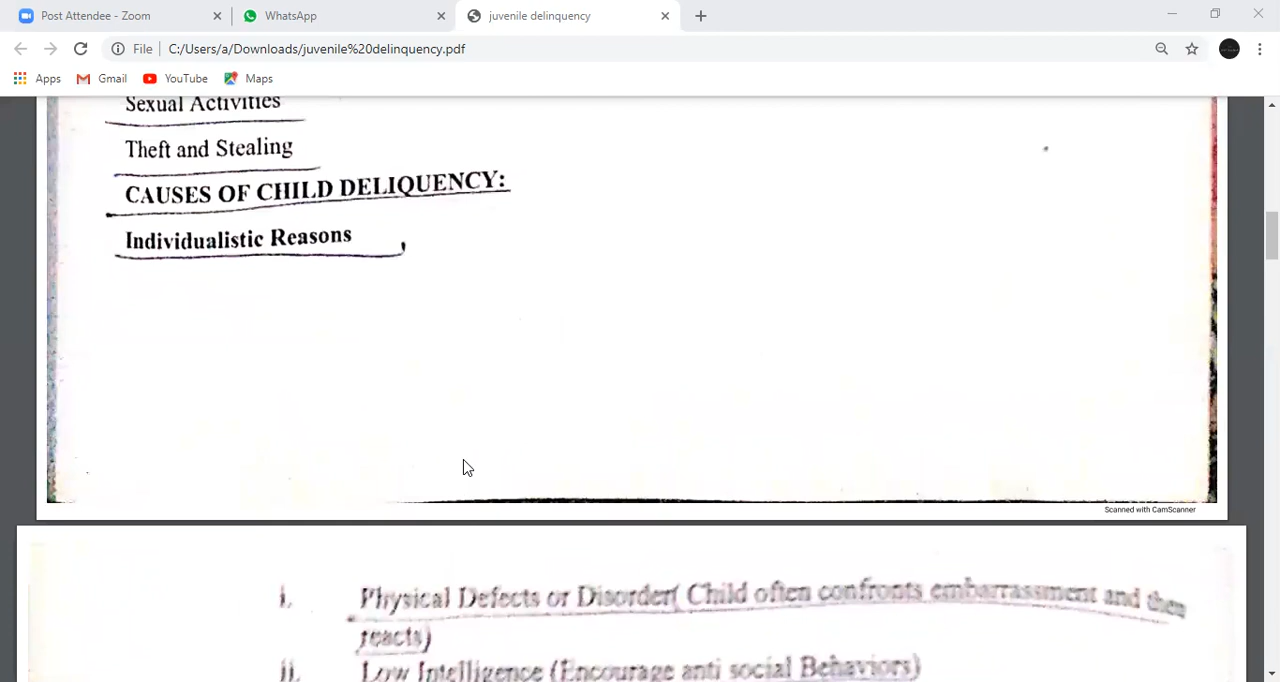 Post Attendee - Zoom
WhatsApp
juvenile delinquency
File
C:/Users/a/Downloads/juvenile%20delinquency.pdf
Apps
Gmail
YouTube
Maps
Sexual Activities
Theft and Stealing
CAUSES OF CHILD DELIQUENCY:
Individualistic Reasons
Scanned with CamScanner
i. Physical Defects or Disorder( Child often confronts embarrassment and then
reacts)
ii. Low Intelligence (Encourage anti social Behaviors)